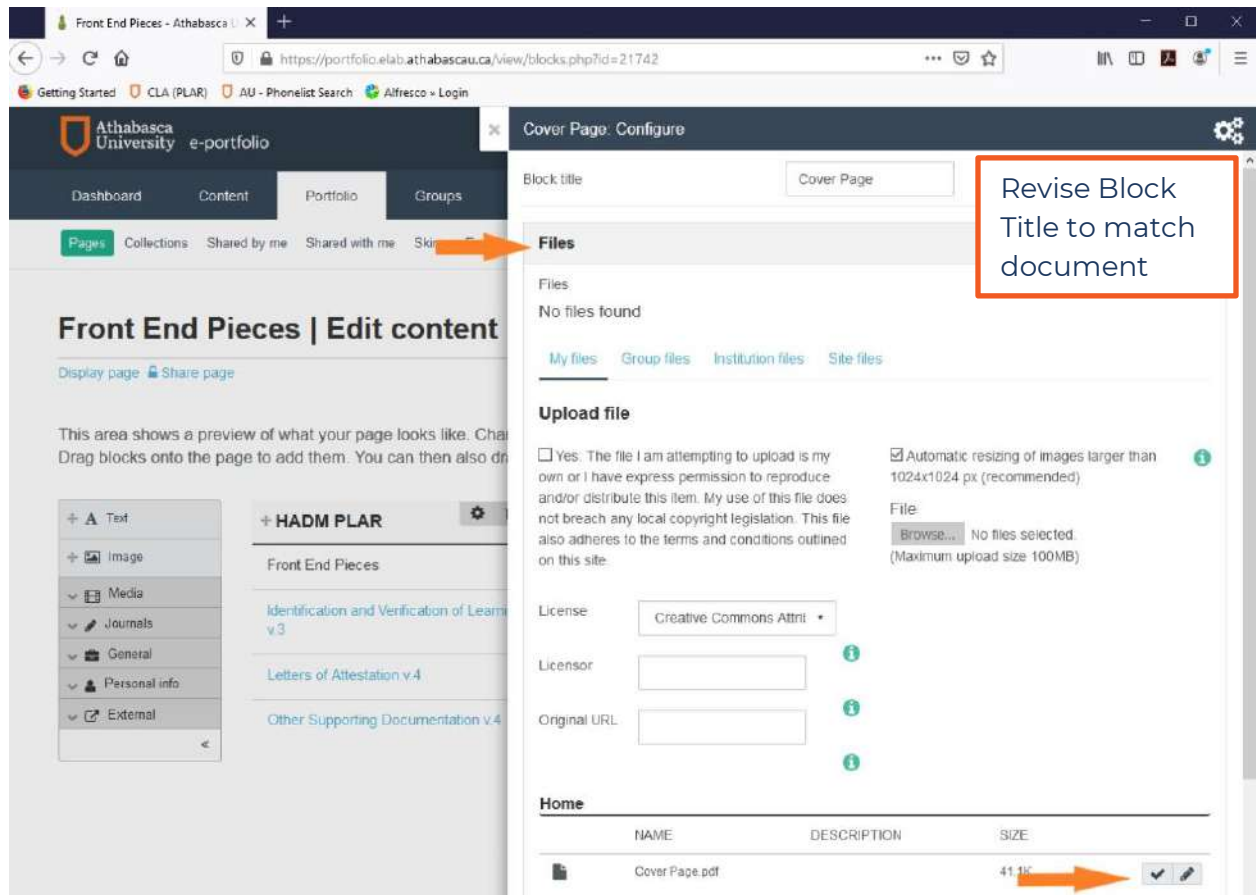 Front End Pieces - Athabasca U
https://portfolio.elab.athabascau.ca/view/blocks.php?id=21742
Getting Started CLA (PLAR) AU - Phonelist Search Alfresco » Login
Athabasca
University e-portfolio
Cover Page: Configure
Dashboard Content Portfolio Groups
Block title Cover Page
Revise Block
Title to match
document
Pages Collections Shared by me Shared with me
Files
Files
No files found
Front End Pieces | Edit content
My files Group files Institution files Site files
Display page Share page
Upload file
This area shows a preview of what your page looks like.
Drag blocks onto the page to add them. You can then also
Yes. The file I am attempting to upload is my
own or I have express permission to reproduce
and/or distribute this item. My use of this file does
not breach any local copyright legislation. This file
also adheres to the terms and conditions outlined
on this site.
Automatic resizing of images larger than
1024x1024 px (recommended)
File
Browse... No files selected.
(Maximum upload size 100MB)
Text
Image
Media
Journals
General
Personal info
External
HADM PLAR
Front End Pieces
Identification and Verification of
v.3
Letters of Attestation v.4
Other Supporting Documentation v.4
License Creative Commons Attri
Licensor
Original URL
Home
NAME DESCRIPTION SIZE
Cover Page.pdf 41.1K